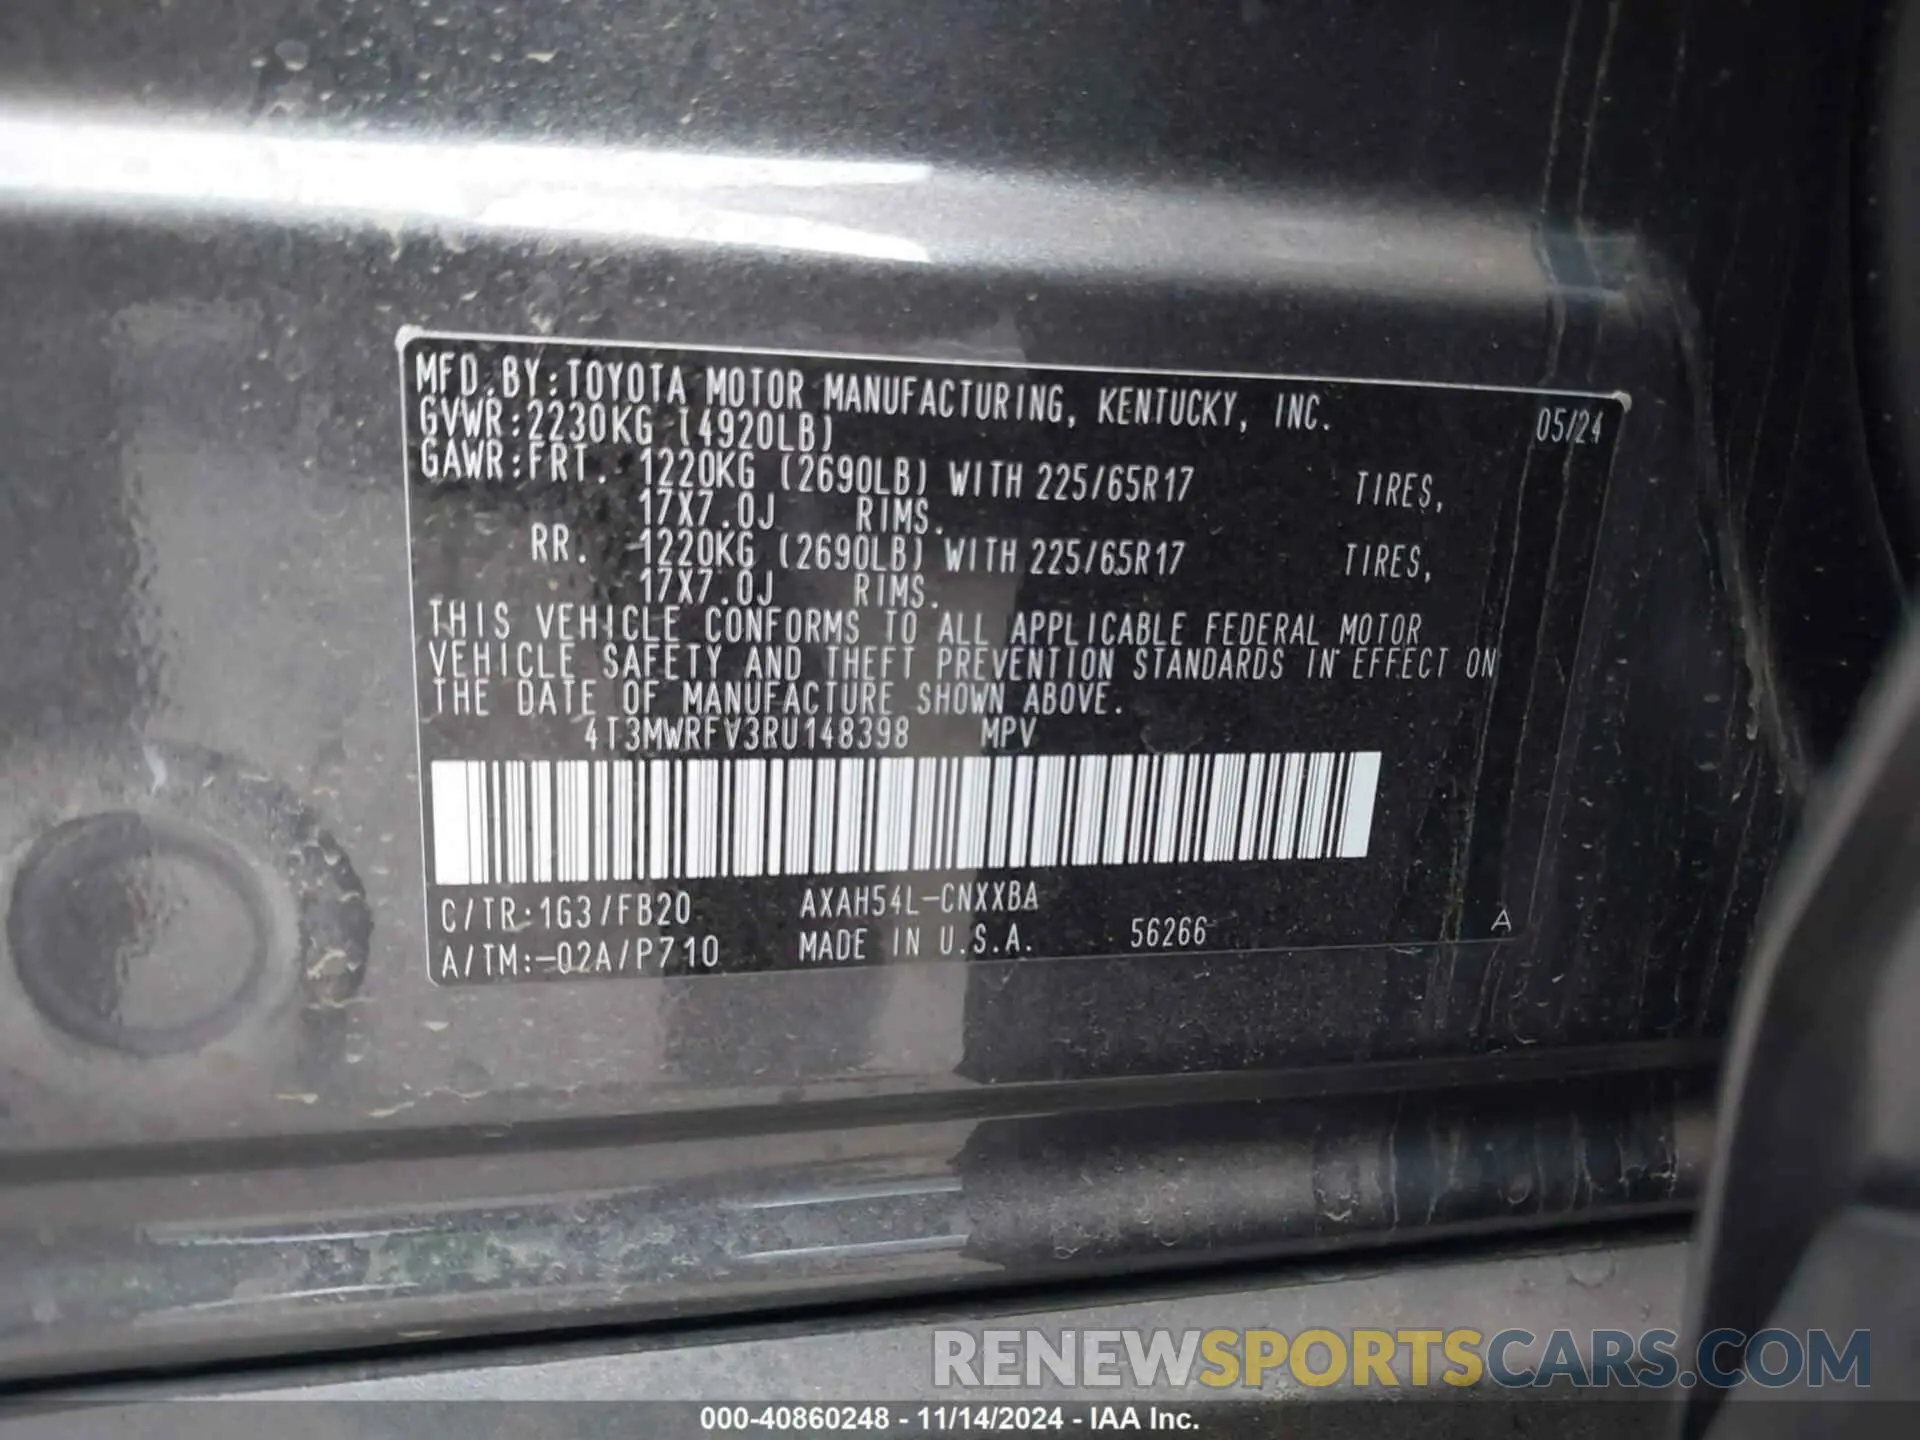 MFD.BY:TOYOTA MOTOR MANUFACTURING, KENTUCKY, INC. 05/24
GVWR:2230KG (4920LB)
GAWR:FRT. 1220KG (2690LB) WITH 225/65R17 TIRES,
17X7.0J RIMS.
RR. 1220KG (2690LB) WITH 225/65R17 TIRES,
17X7.0J RIMS.
THIS VEHICLE CONFORMS TO ALL APPLICABLE FEDERAL MOTOR
VEHICLE SAFETY AND THEFT PREVENTION STANDARDS IN EFFECT ON
THE DATE OF MANUFACTURE SHOWN ABOVE.
4T3MWRFV3RU148398 MPV
C/TR:1G3/FB20 AXAH54L-CNXXBA
A/TM:-02A/P710 MADE IN U.S.A. 56266 A
RENEWSPORTSCARS.COM
000-40860248 - 11/14/2024 - IAA Inc.